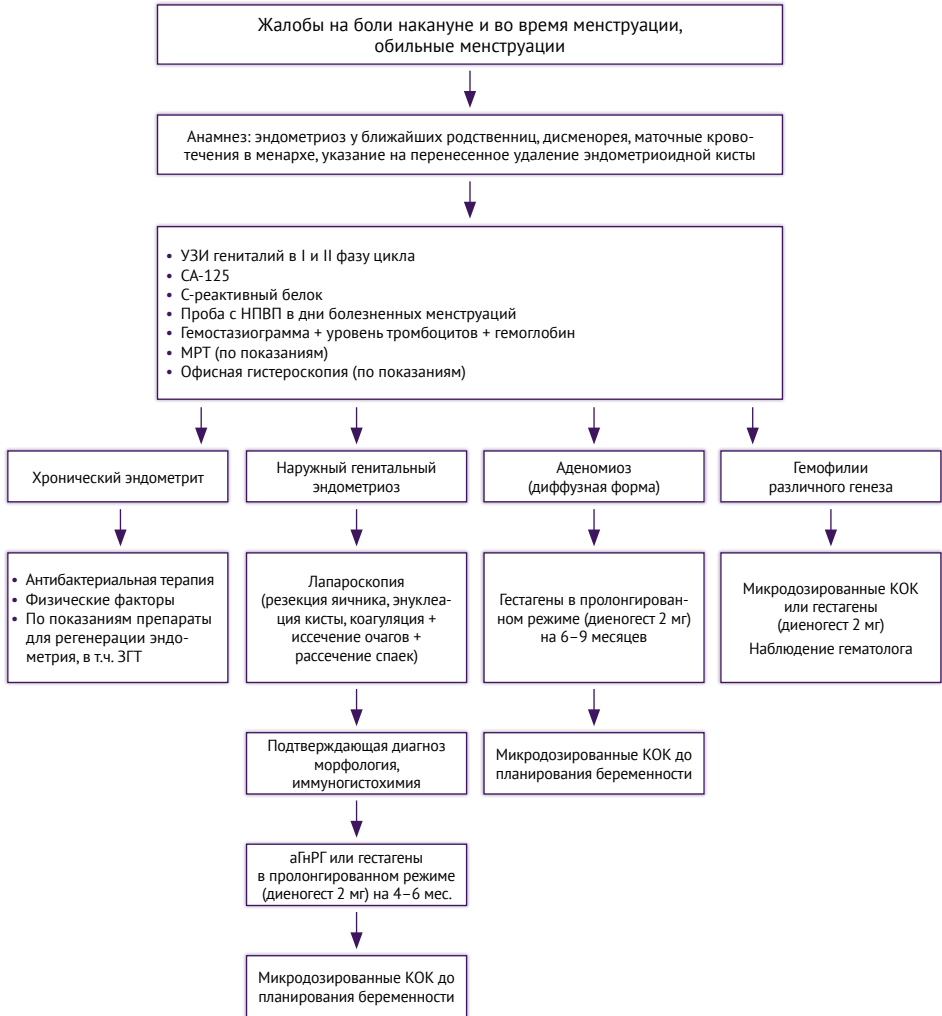 Жалобы на боли накануне и во время менструации,
обильные менструации
Анамнез: эндометриоз у ближайших родственниц, дисменорея, маточные крово-
течения в менархе, указание на перенесенное удаление эндометриоидной кисты
• УЗИ гениталий в I и II фазу цикла
• СА-125
• С-реактивный белок
• Проба с НПВП в дни болезненных менструаций
• Гемостазиограмма + уровень тромбоцитов + гемоглобин
• МРТ (по показаниям)
• Офисная гистероскопия (по показаниям)
Хронический эндометрит
Наружный генитальный
эндометриоз
Аденомиоз
(диффузная форма)
Гемофилии
различного генеза
• Антибактериальная терапия
• Физические факторы
• По показаниям препараты
для регенерации эндо-
метрия, в т.ч. ЗГТ
Лапароскопия
(резекция яичника, энуклеа-
ция кисты, коагуляция +
иссечение очагов +
рассечение спаек)
Гестагены в пролонгирован-
ном режиме (диеногест 2 мг)
на 6–9 месяцев
Микродозированные КОК
или гестагены
(диеногест 2 мг)
Наблюдение гематолога
Подтверждающая диагноз
морфология,
иммуногистохимия
Микродозированные КОК до
планирования беременности
аГнРГ или гестагены
в пролонгированном режиме
(диеногест 2 мг) на 4–6 мес.
Микродозированные КОК до
планирования беременности